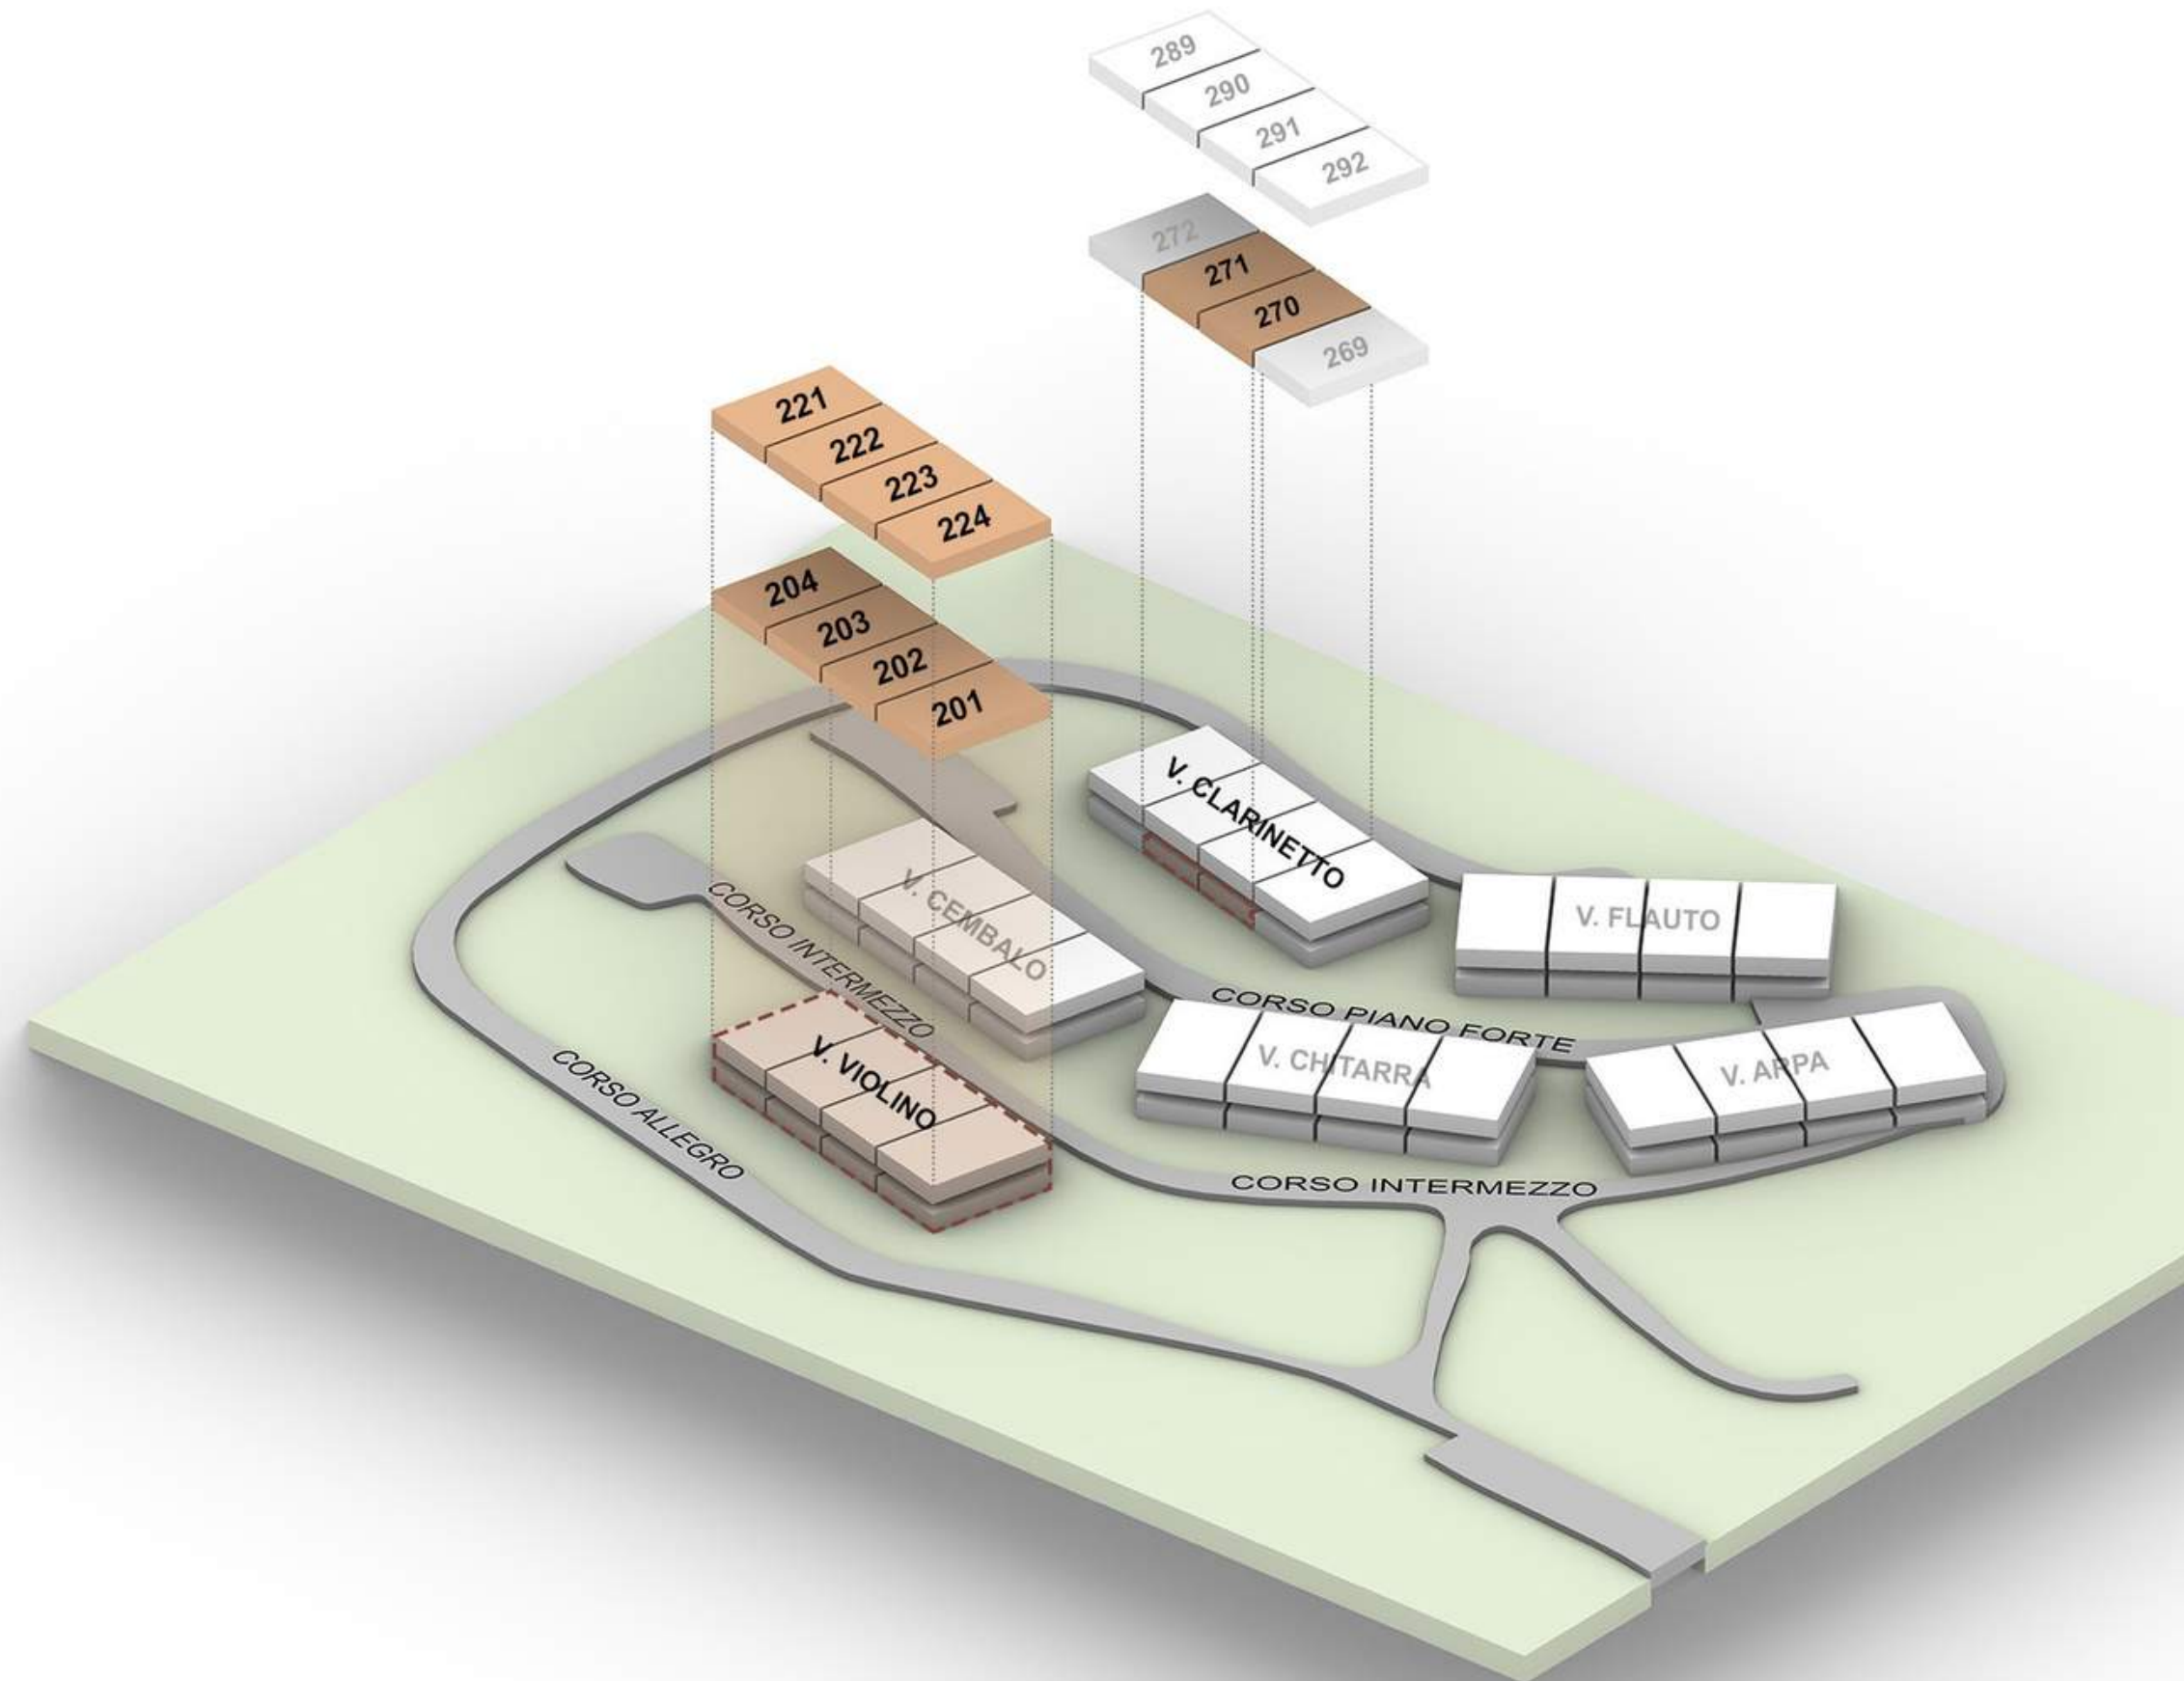 289
290
291
292
272
271
270
269
221
222
223
224
204
203
202
201
V. CLARINETTO
V. CEMBALO
V. FLAUTO
CORSO INTERMEZZO
CORSO PIANO FORTE
V. VIOLINO
V. CHITARRA
V. ARPA
CORSO ALLEGRO
CORSO INTERMEZZO